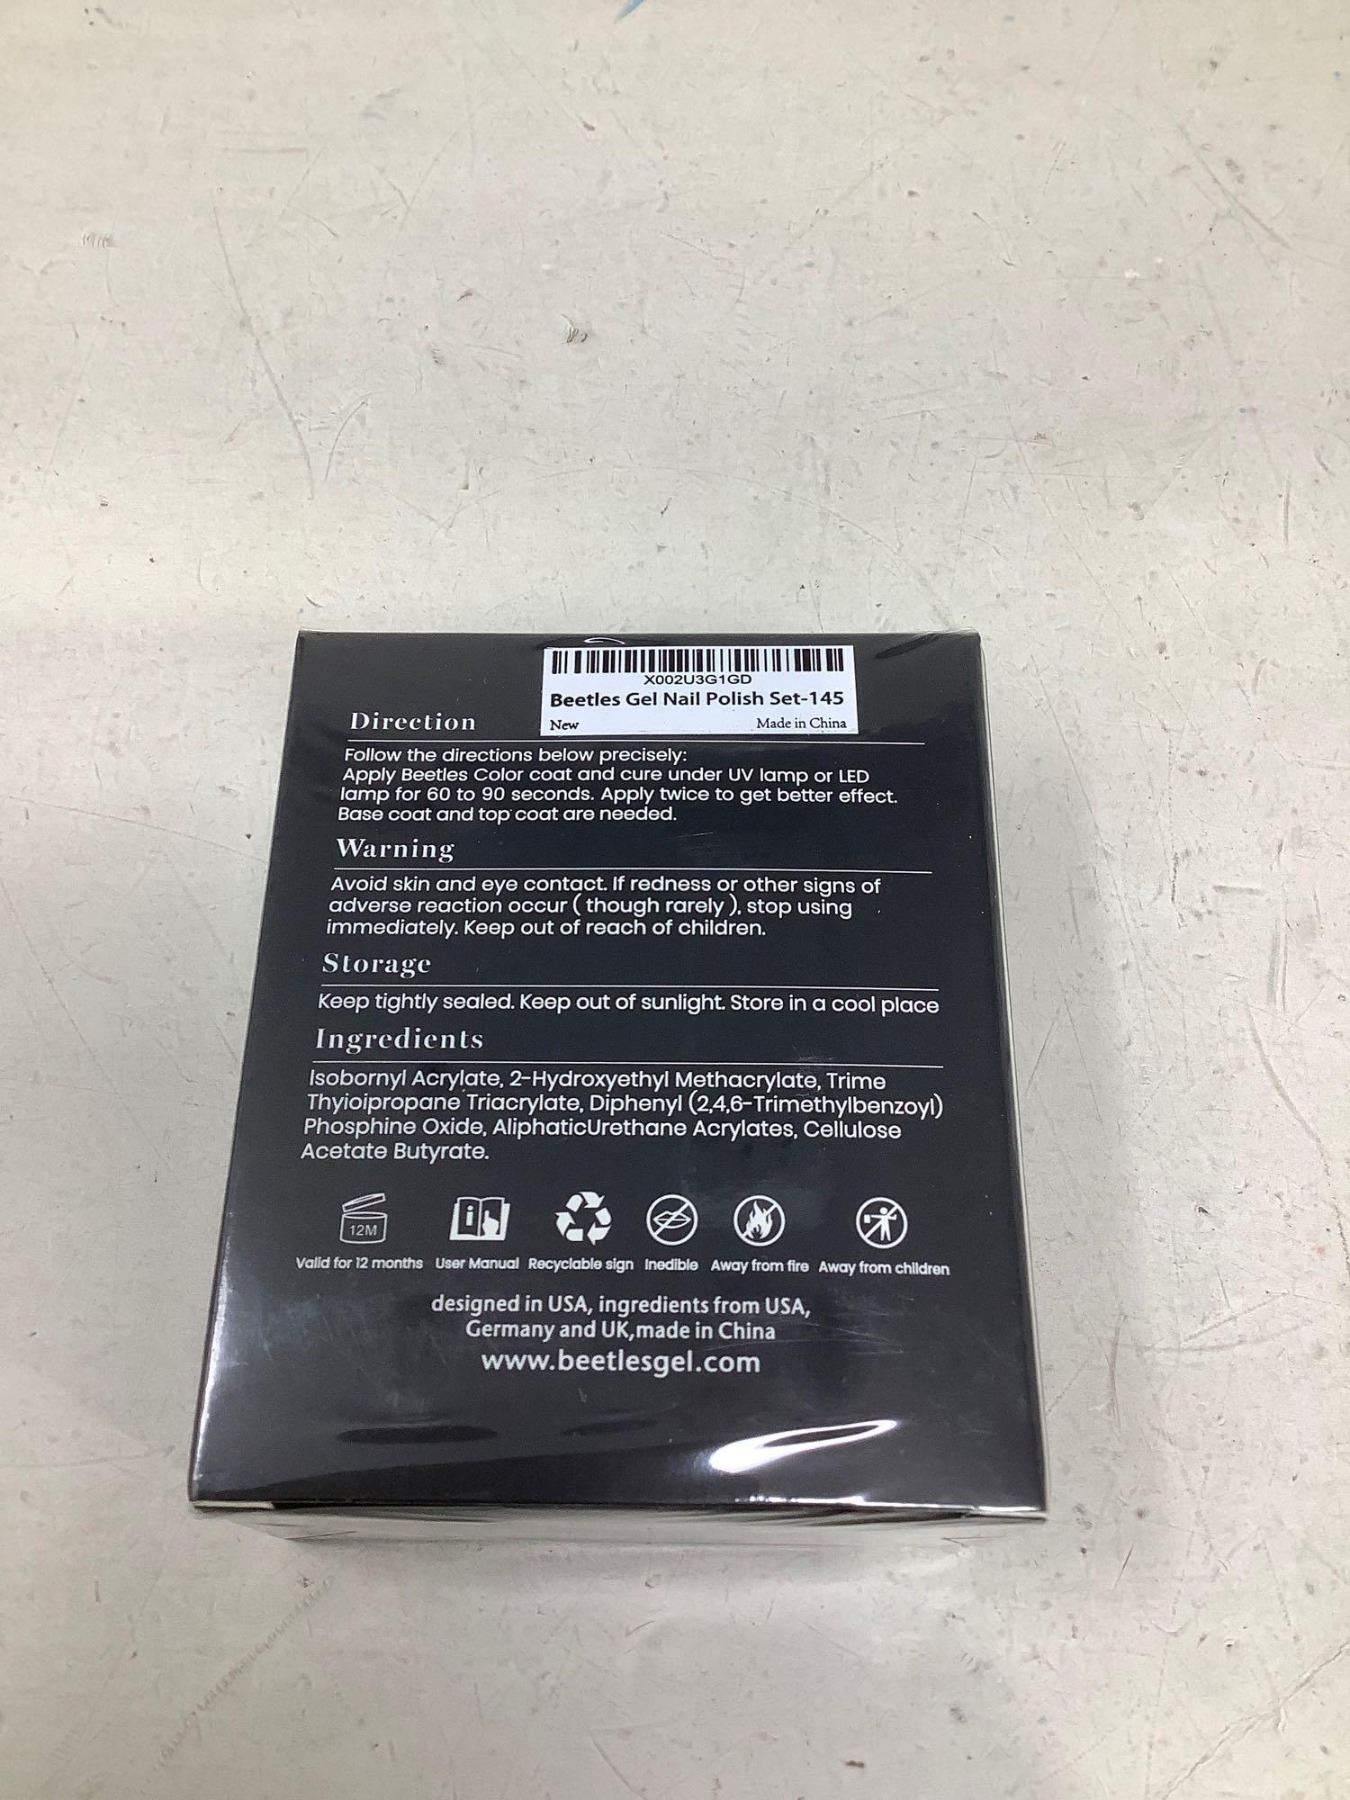 X002U3G1GD
Beetles Gel Nail Polish Set-145
New Made in China
Direction
Follow the directions below precisely:
Apply Beetles Color coat and cure under UV lamp or LED
lamp for 60 to 90 seconds. Apply twice to get better effect.
Base coat and top coat are needed.
Warning
Avoid skin and eye contact. If redness or other signs of
adverse reaction occur ( though rarely ), stop using
immediately. Keep out of reach of children.
Storage
Keep tightly sealed. Keep out of sunlight. Store in a cool place
Ingredients
Isobornyl Acrylate, 2-Hydroxyethyl Methacrylate, Trime
Thyioipropane Triacrylate, Diphenyl (2,4,6-Trimethylbenzoyl)
Phosphine Oxide, AliphaticUrethane Acrylates, Cellulose
Acetate Butyrate.
12M
Valid for 12 months User Manual Recyclable sign Inedible Away from fire Away from children
designed in USA, ingredients from USA,
Germany and UK,made in China
www.beetlesgel.com